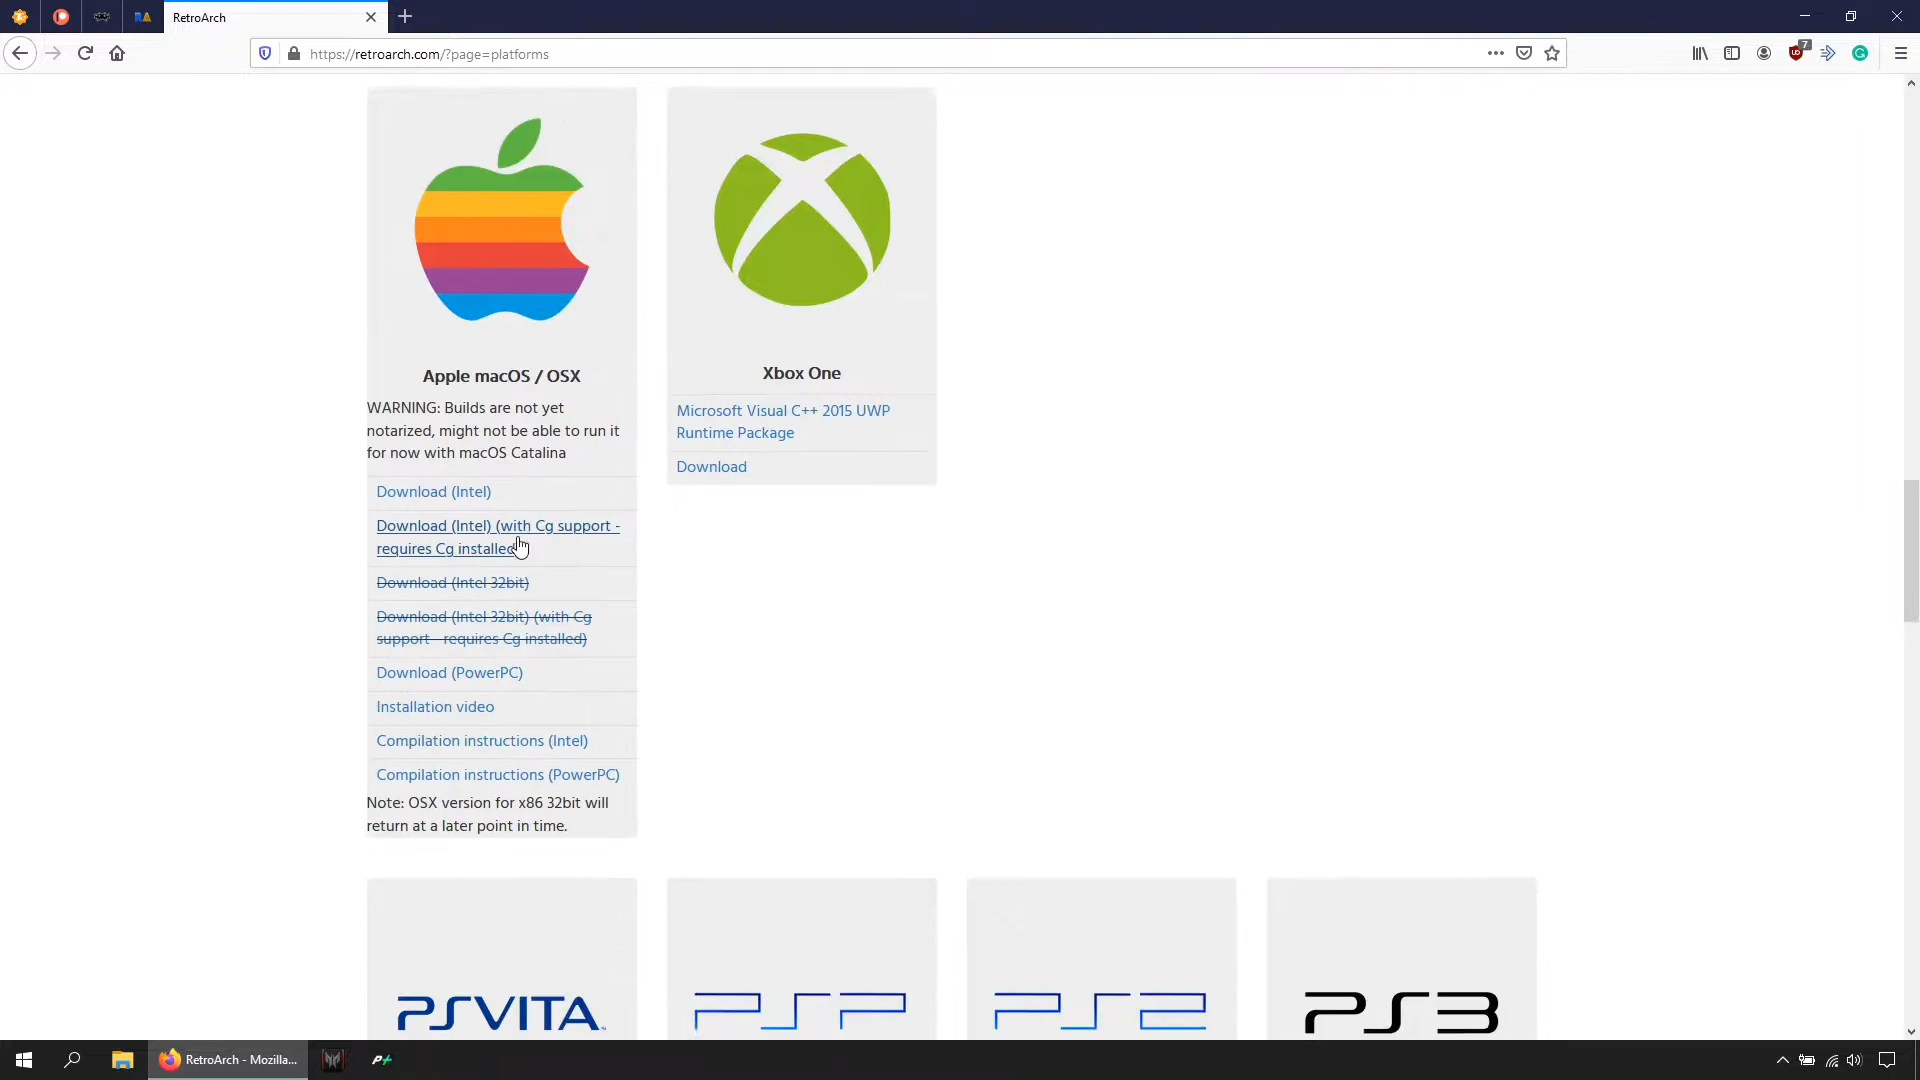 RetroArch
https://retroarch.com/?page=platforms
7
Apple macOS / OSX
WARNING: Builds are not yet
notarized, might not be able to run it
for now with macOS Catalina
Download (Intel)
Download (Intel) (with Cg support -
requires Cg installed)
Download (Intel 32bit)
Download (Intel 32bit) (with Cg
support - requires Cg installed)
Download (PowerPC)
Installation video
Compilation instructions (Intel)
Compilation instructions (PowerPC)
Note: OSX version for x86 32bit will
return at a later point in time.
Xbox One
Microsoft Visual C++ 2015 UWP
Runtime Package
Download
PSVITA
PSP
PS2
PS3
RetroArch - Mozilla...